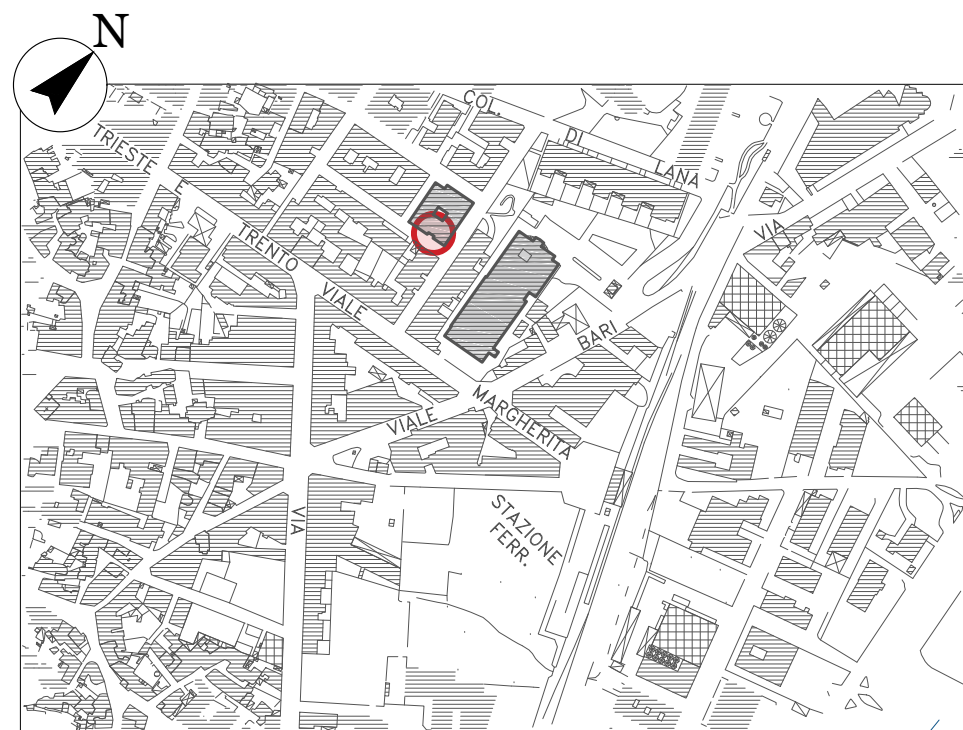 N
COL.
DI
LANA
TRIESTE
E
TRENTO
VIA
VIALE
BARI
MARGHERITA
VIALE
VIA
STAZIONE
FERR.